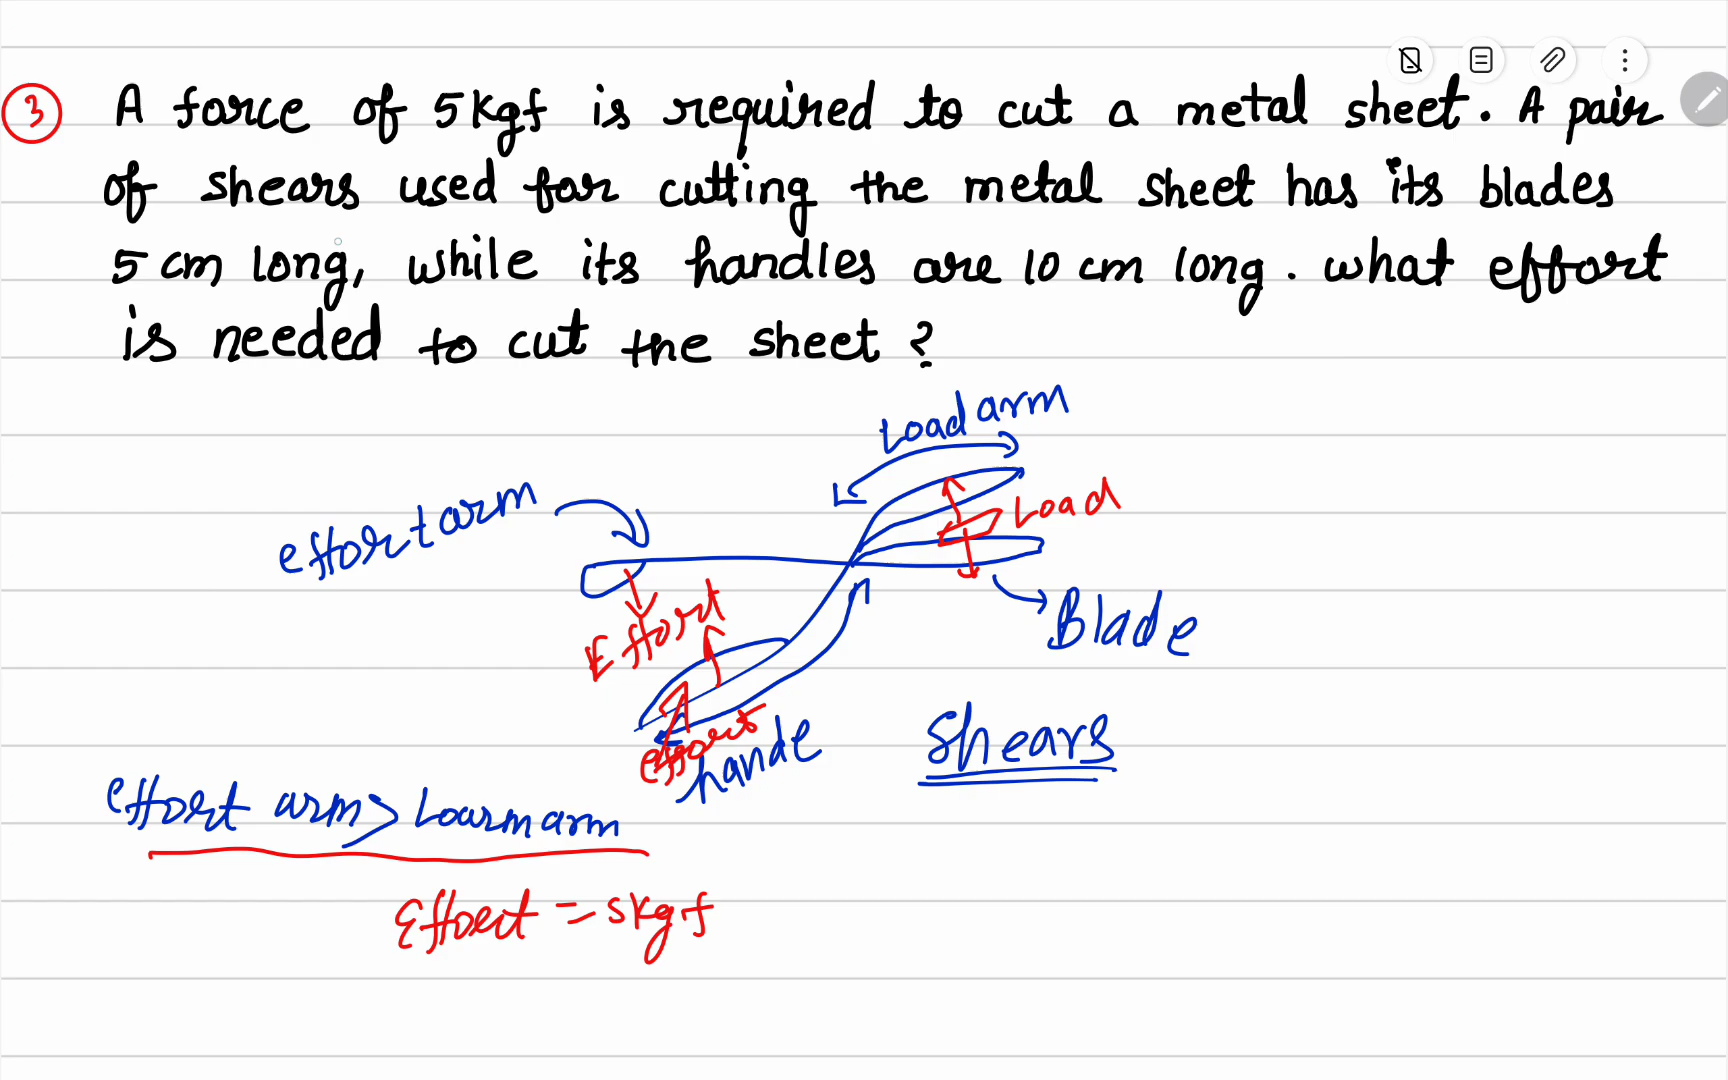 3 A force of 5 kgf is required to cut a metal sheet. A pair
of shears used for cutting the metal sheet has its blades
5 cm long, while its handles are 10 cm long. what effort
is needed to cut the sheet ?
Load arm
effort arm
Load
Effort
Blade
effort
hande
Shears
effort arm > Loarm arm
Effort = 5kgf